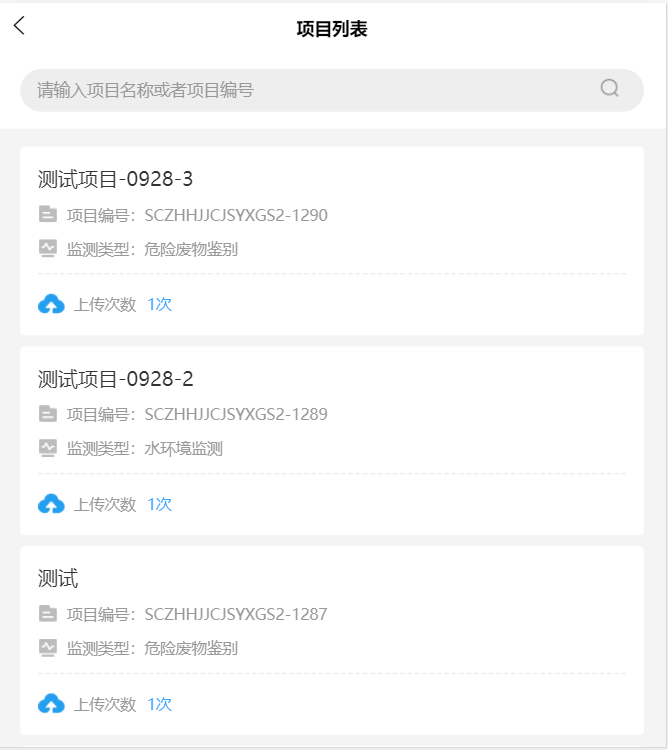 项目列表
请输入项目名称或者项目编号
测试项目-0928-3
项目编号：SCZHHJJCJSYXGS2-1290
监测类型：危险废物鉴别
上传次数 1次
测试项目-0928-2
项目编号：SCZHHJJCJSYXGS2-1289
监测类型：水环境监测
上传次数 1次
测试
项目编号：SCZHHJJCJSYXGS2-1287
监测类型：危险废物鉴别
上传次数 1次